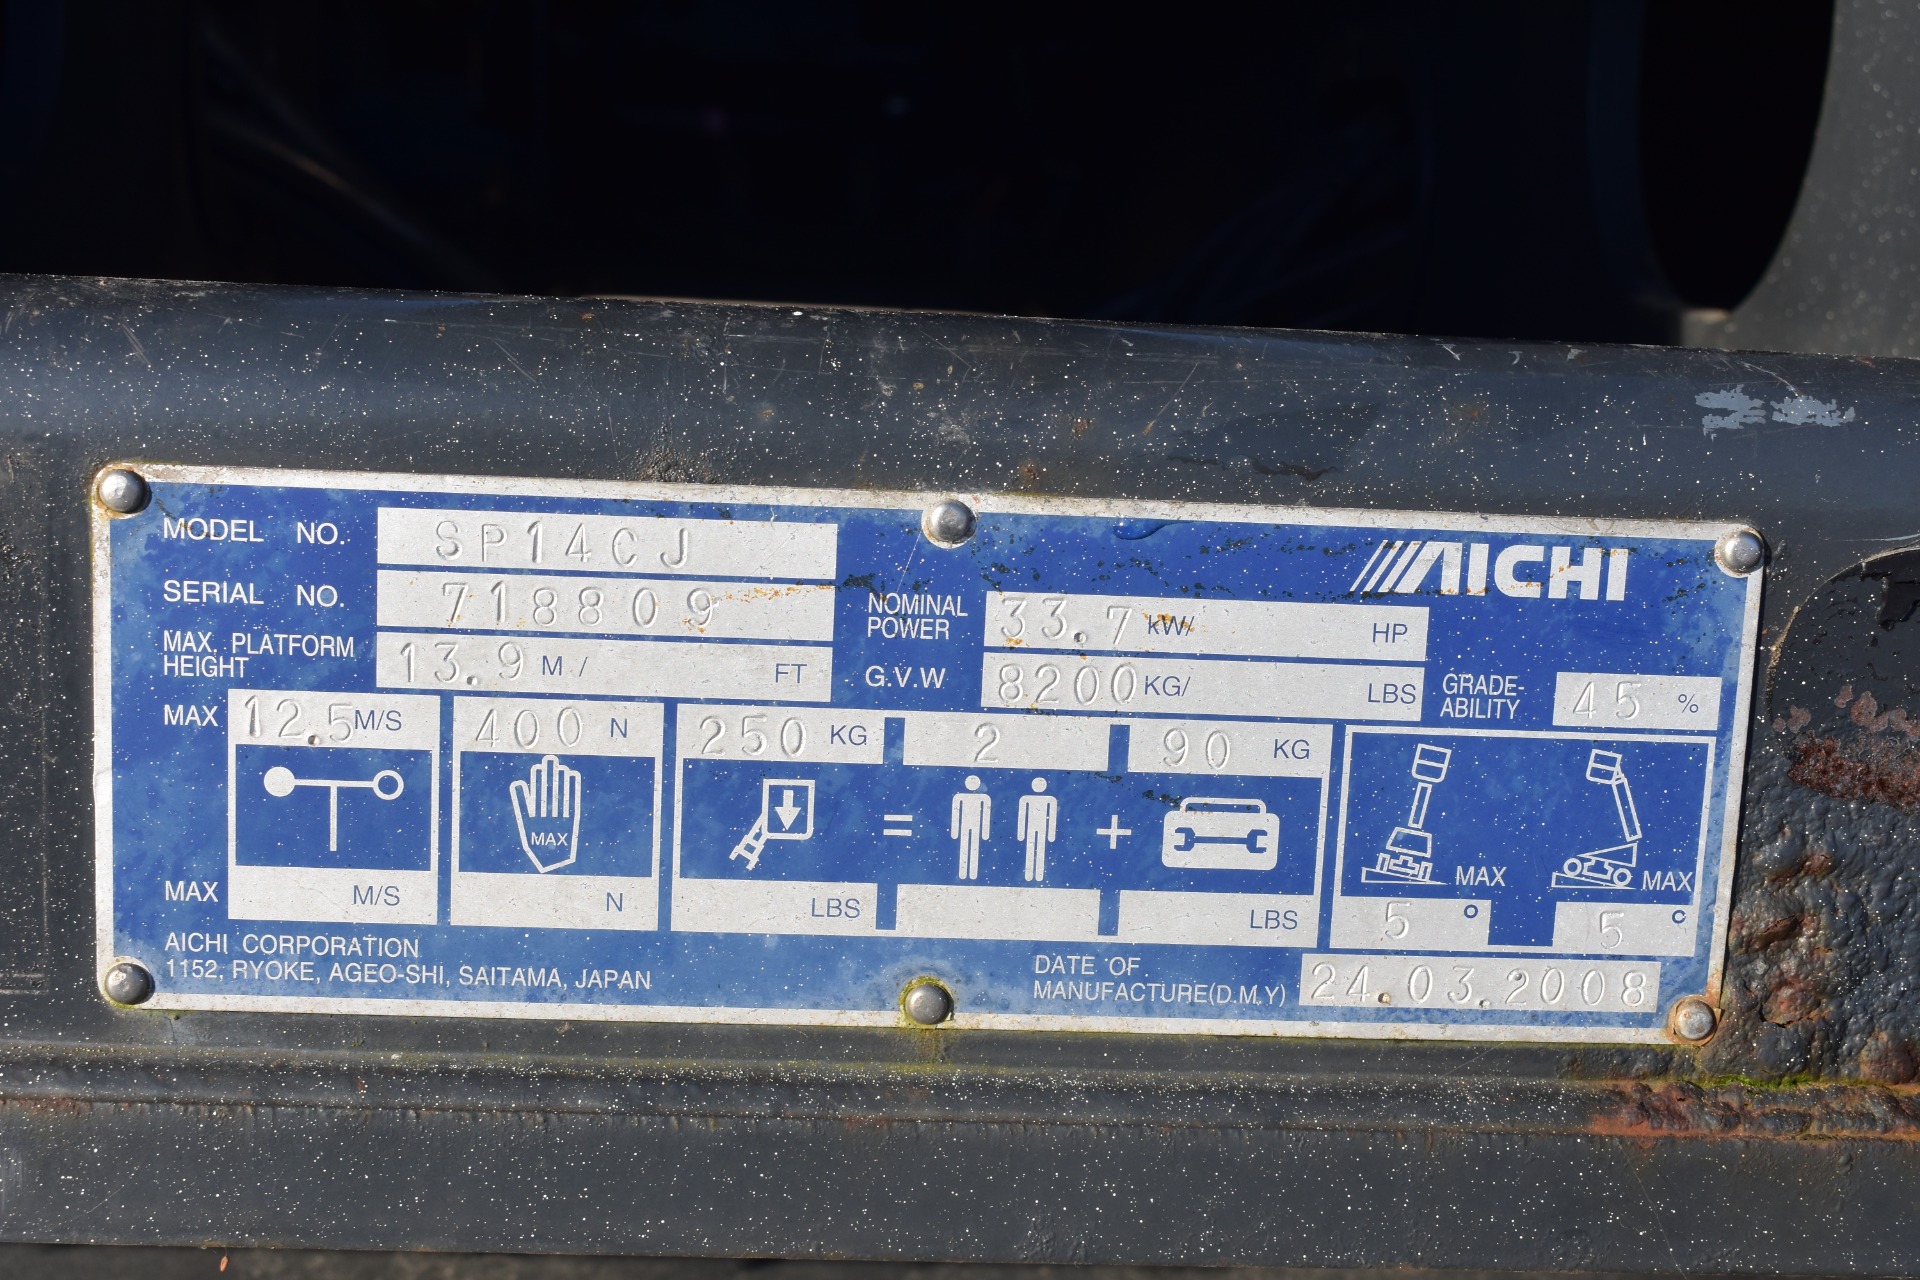 MODEL NO. SP14CJ
AICHI
SERIAL NO. 718809
NOMINAL POWER 33.7 kW/ HP
MAX. PLATFORM HEIGHT 13.9 M / FT
G.V.W 8200 KG/ LBS
GRADE-ABILITY 45 %
MAX 12.5 M/S 400 N 250 KG 2 90 KG
MAX
= +
MAX MAX
MAX M/S N LBS LBS
5 ° 5 °
AICHI CORPORATION
1152, RYOKE, AGEO-SHI, SAITAMA, JAPAN
DATE OF
MANUFACTURE(D.M.Y) 24.03.2008